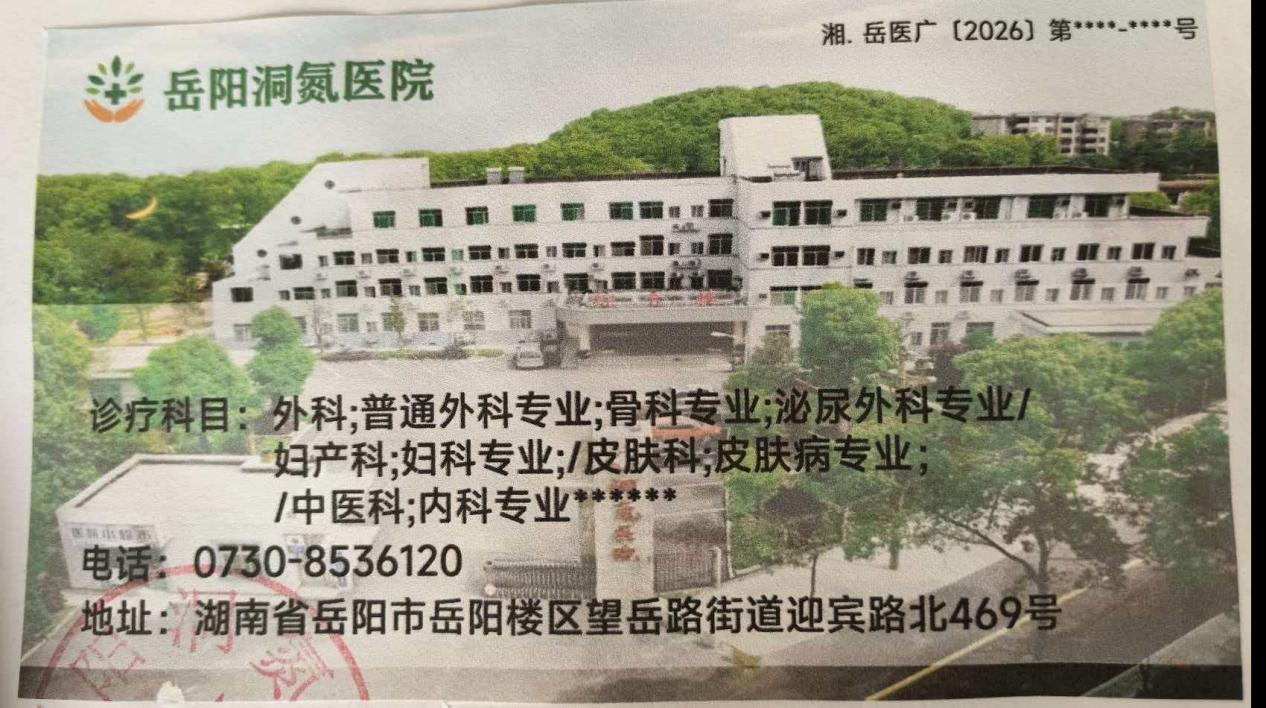 湘. 岳医广〔2026〕第****-****号
岳阳洞氮医院
诊疗科目：外科;普通外科专业;骨科专业;泌尿外科专业/
妇产科;妇科专业;/皮肤科;皮肤病专业;
/中医科;内科专业******
电话：0730-8536120
地址：湖南省岳阳市岳阳楼区望岳路街道迎宾路北469号
阳洞氮